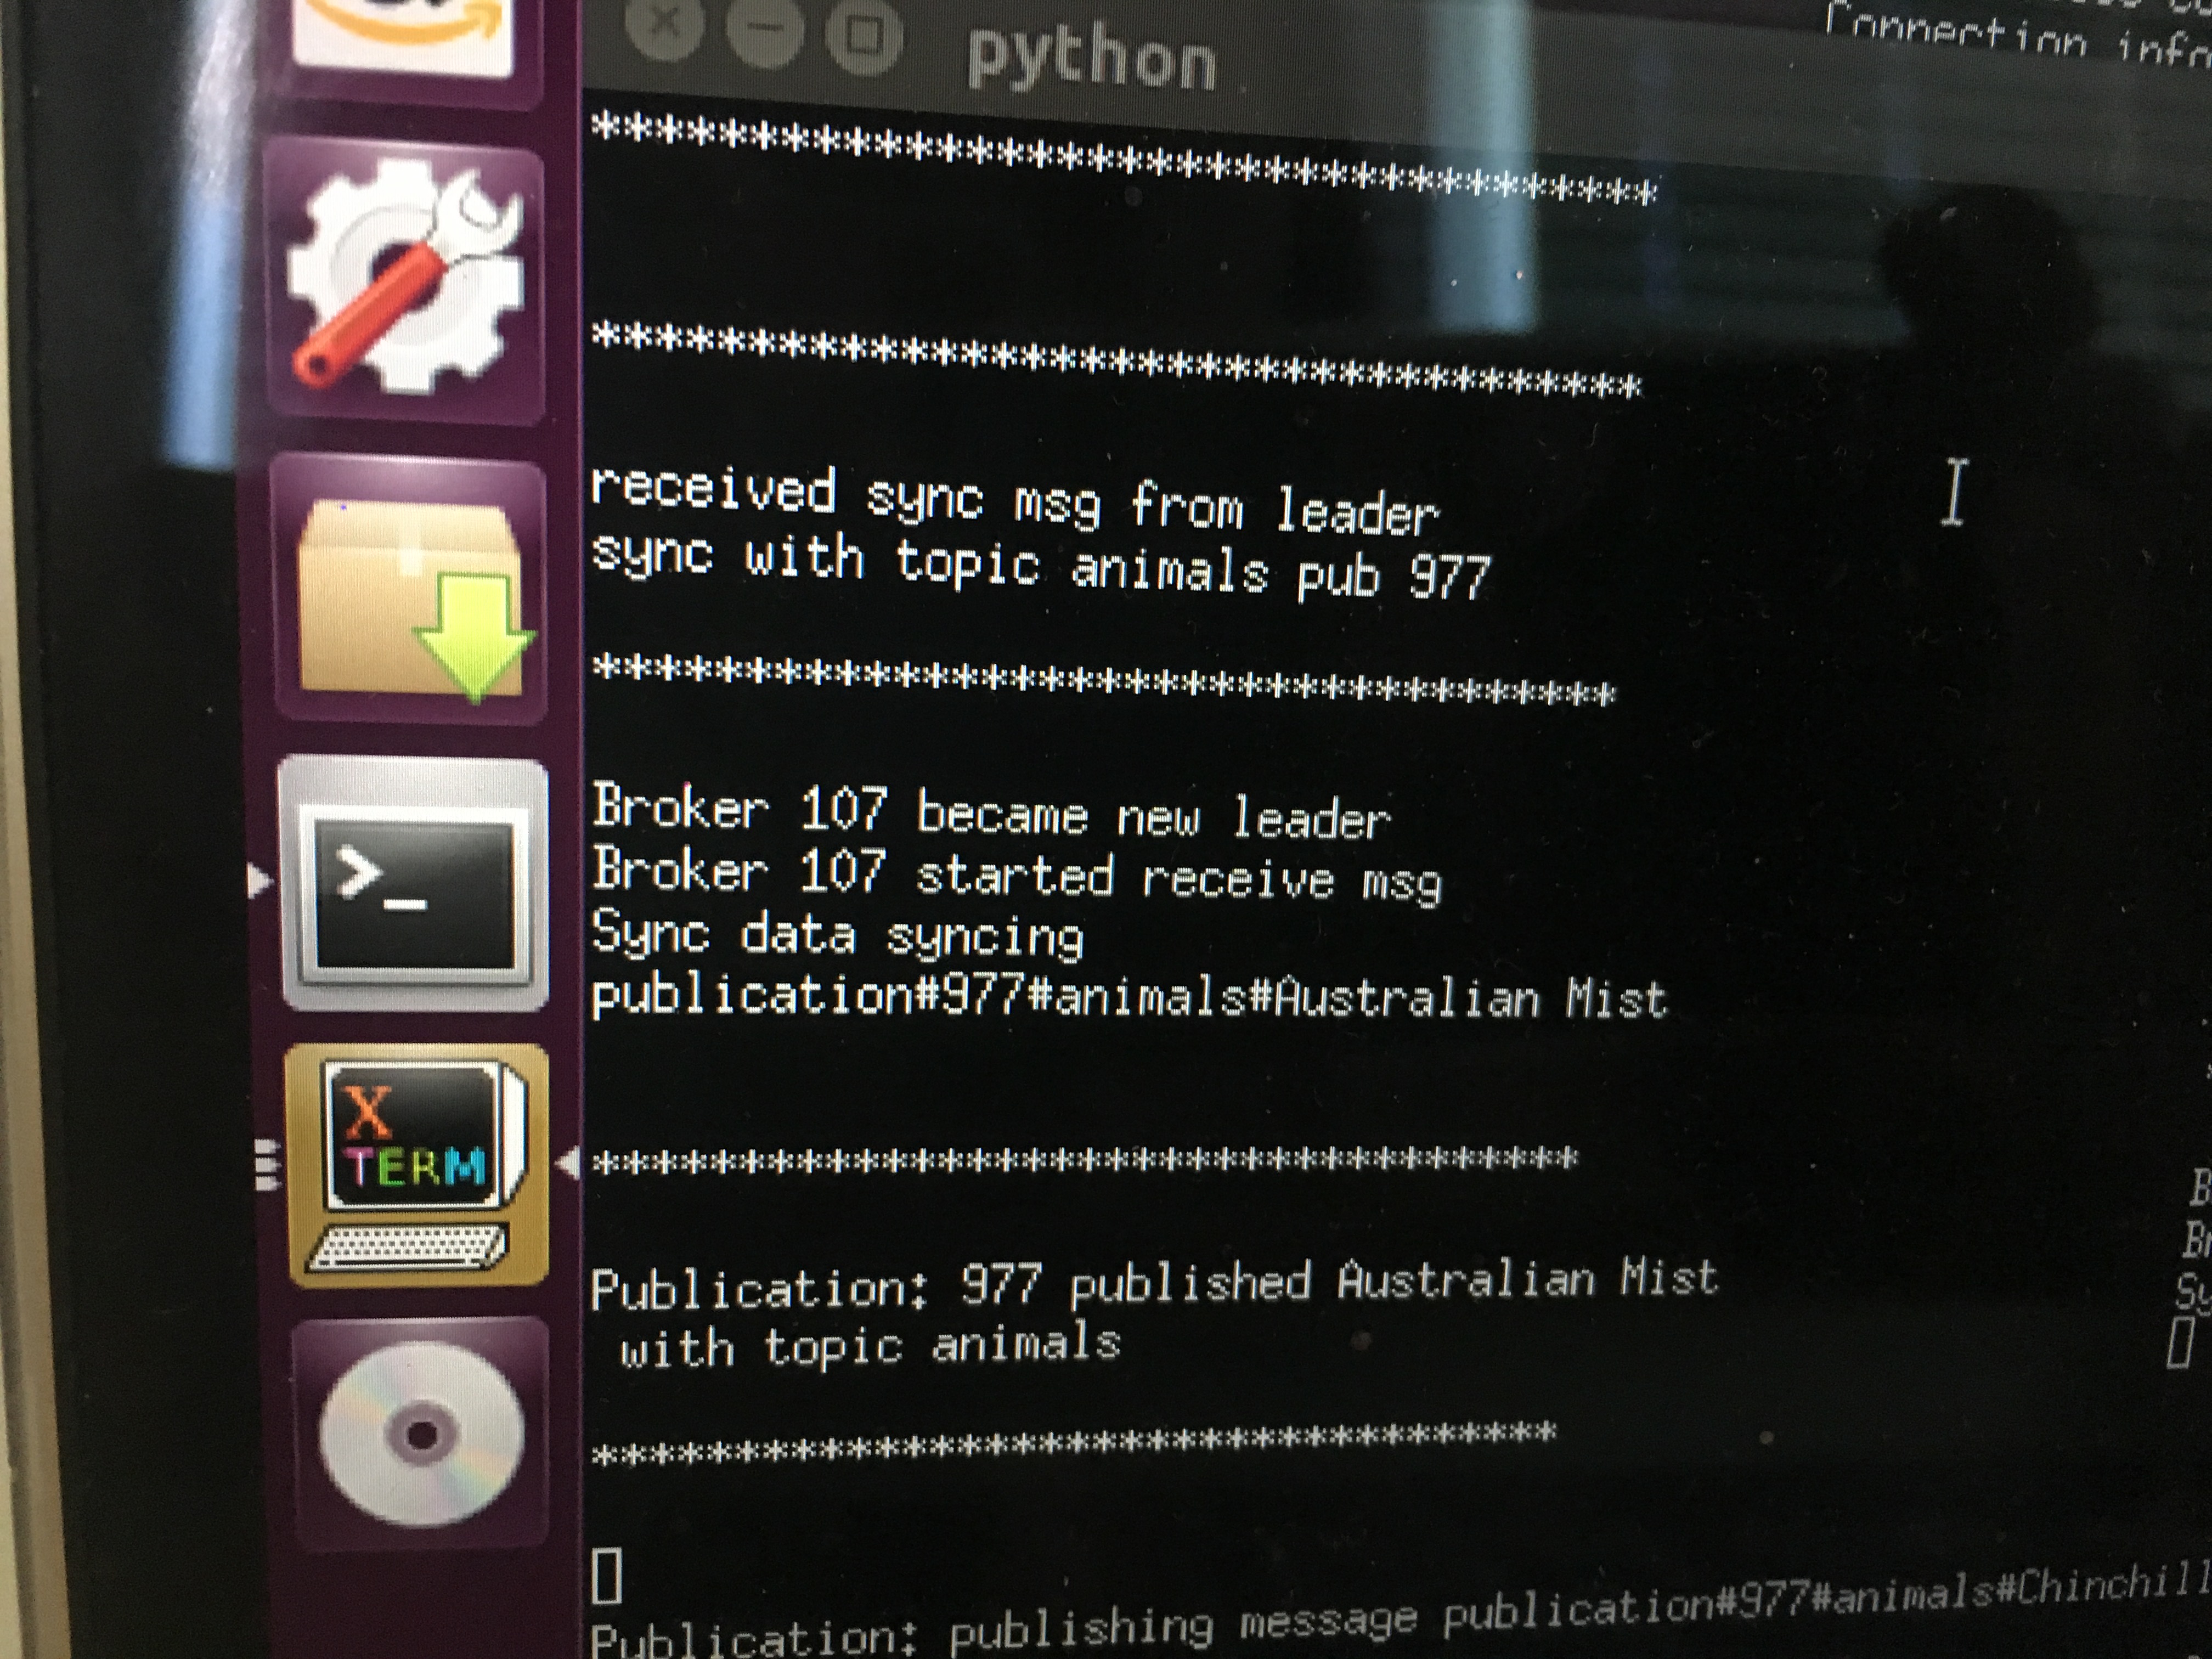 python
Connection info
***********************************
***********************************
received sync msg from leader
sync with topic animals pub 977
***********************************
Broker 107 became new leader
Broker 107 started receive msg
Sync data syncing
publication#977#animals#Australian Mist
>_
X
TERM
***********************************
Publication: 977 published Australian Mist
with topic animals
***********************************
Publication: publishing message publication#977#animals#Chinchill